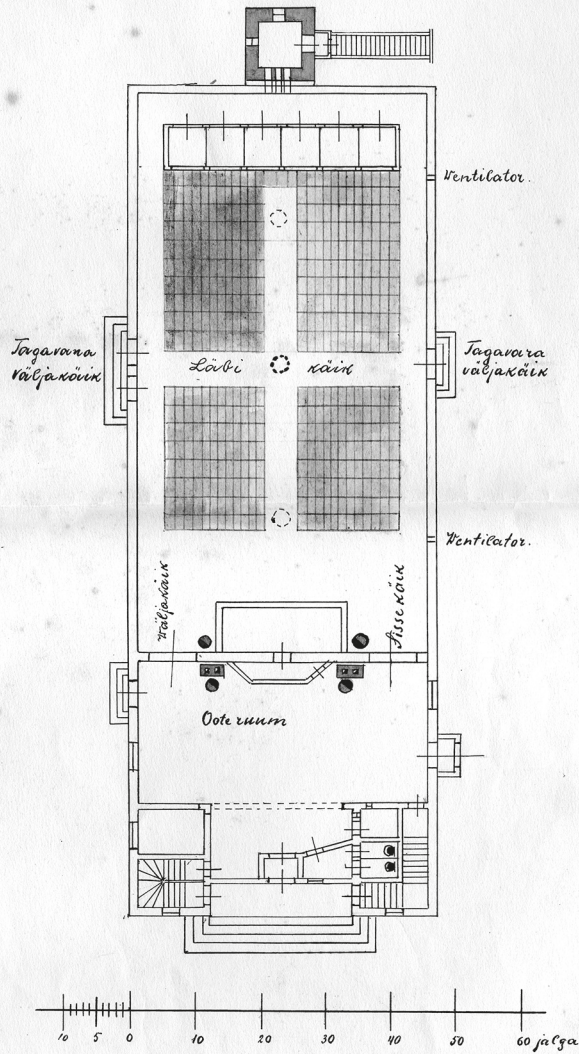 Ventilator.
Tagavara
väljakäik
Läbi käik
Tagavara
väljakäik
Ventilator.
Väljakäik
Sissekäik
Ooteruum
10 5 0 10 20 30 40 50 60 jalga